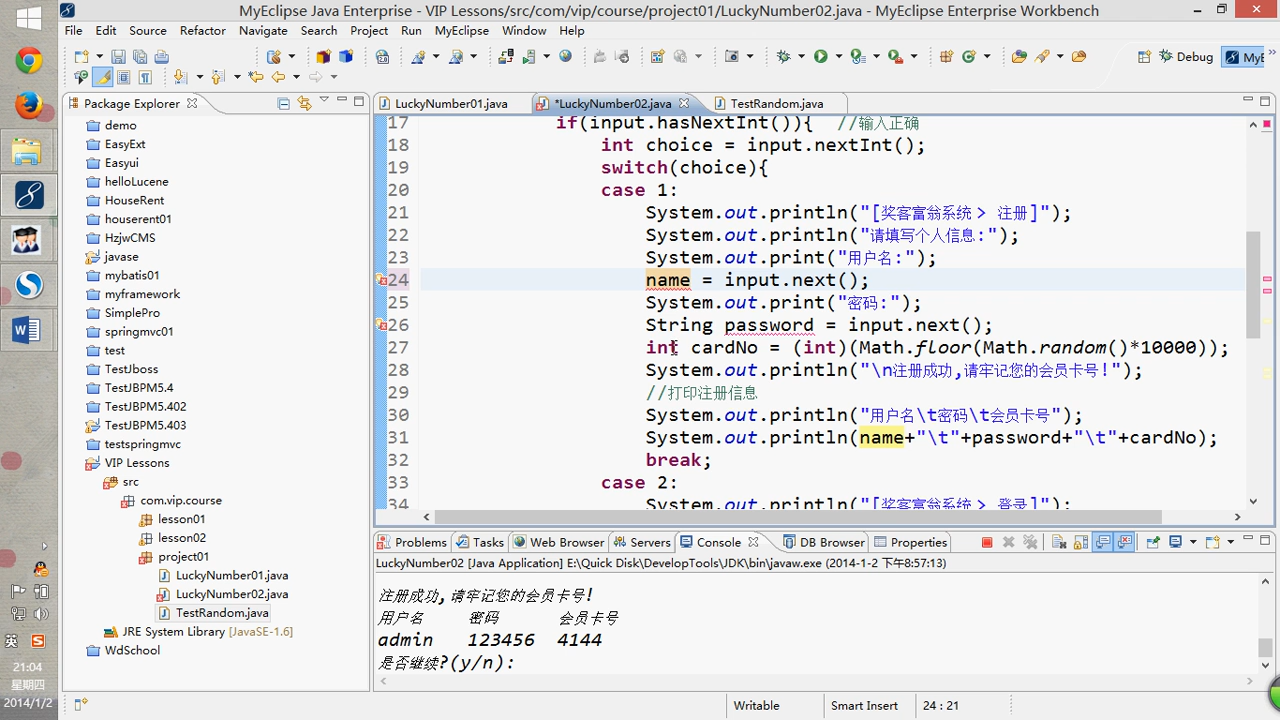 MyEclipse Java Enterprise - VIP Lessons/src/com/vip/course/project01/LuckyNumber02.java - MyEclipse Enterprise Workbench
File Edit Source Refactor Navigate Search Project Run MyEclipse Window Help
Debug MyE
Package Explorer
LuckyNumber01.java *LuckyNumber02.java TestRandom.java
demo
EasyExt
Easyui
helloLucene
HouseRent
houserent01
HzjwCMS
javase
mybatis01
myframework
SimplePro
springmvc01
test
TestJboss
TestJBPM5.4
TestJBPM5.402
TestJBPM5.403
testspringmvc
VIP Lessons
src
com.vip.course
lesson01
lesson02
project01
LuckyNumber01.java
LuckyNumber02.java
TestRandom.java
JRE System Library [JavaSE-1.6]
WdSchool
17 if(input.hasNextInt()){ //输入正确
18 int choice = input.nextInt();
19 switch(choice){
20 case 1:
21 System.out.println("[奖客富翁系统 > 注册]");
22 System.out.println("请填写个人信息:");
23 System.out.print("用户名:");
24 name = input.next();
25 System.out.print("密码:");
26 String password = input.next();
27 int cardNo = (int)(Math.floor(Math.random()*10000));
28 System.out.println("\n注册成功,请牢记您的会员卡号!");
29 //打印注册信息
30 System.out.println("用户名\t密码\t会员卡号");
31 System.out.println(name+"\t"+password+"\t"+cardNo);
32 break;
33 case 2:
34 System.out.println("[奖客富翁系统 > 登录]");
Problems Tasks Web Browser Servers Console DB Browser Properties
LuckyNumber02 [Java Application] E:\Quick Disk\DevelopTools\JDK\bin\javaw.exe (2014-1-2 下午8:57:13)
注册成功,请牢记您的会员卡号!
用户名 密码 会员卡号
admin 123456 4144
是否继续?(y/n):
Writable Smart Insert 24 : 21
英
21:04
星期四
2014/1/2